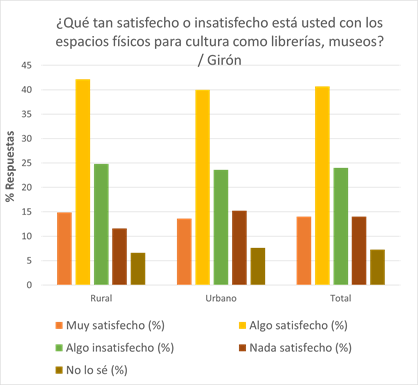 ¿Qué tan satisfecho o insatisfecho está usted con los
espacios físicos para cultura como librerías, museos?
/ Girón
45
40
35
30
25
20
15
10
5
0
% Respuestas
Rural
Urbano
Total
Muy satisfecho (%)
Algo satisfecho (%)
Algo insatisfecho (%)
Nada satisfecho (%)
No lo sé (%)